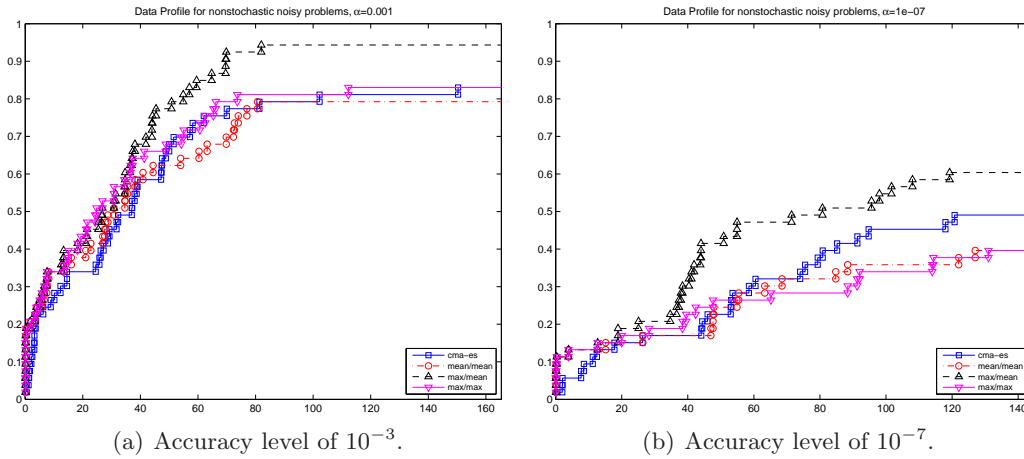 Data Profile for nonstochastic noisy problems, α=0.001
1
0.9
0.8
0.7
0.6
0.5
0.4
0.3
0.2
0.1
0
0 20 40 60 80 100 120 140 160
cma-es
mean/mean
max/mean
max/max
(a) Accuracy level of 10⁻³.
Data Profile for nonstochastic noisy problems, α=1e-07
1
0.9
0.8
0.7
0.6
0.5
0.4
0.3
0.2
0.1
0
0 20 40 60 80 100 120 140
cma-es
mean/mean
max/mean
max/max
(b) Accuracy level of 10⁻⁷.